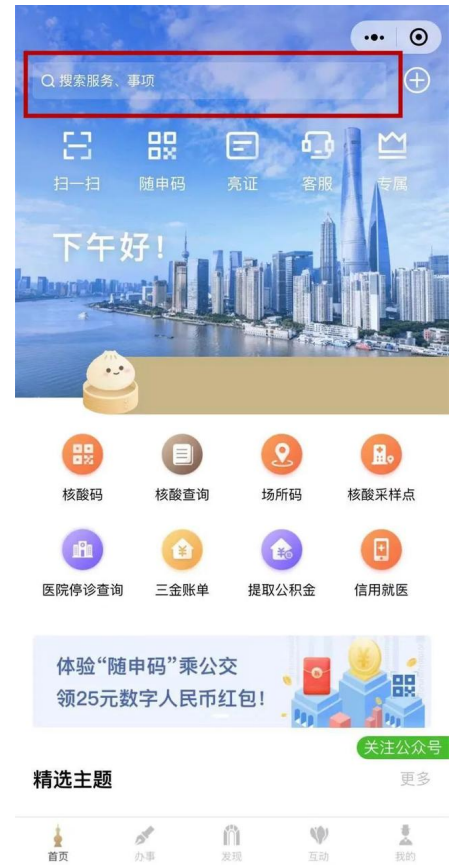 搜索服务、事项
扫一扫 随申码 亮证 客服 专属
下午好！
核酸码 核酸查询 场所码 核酸采样点
医院停诊查询 三金账单 提取公积金 信用就医
体验“随申码”乘公交
领25元数字人民币红包！
关注公众号
精选主题 更多
首页 办事 发现 互动 我的